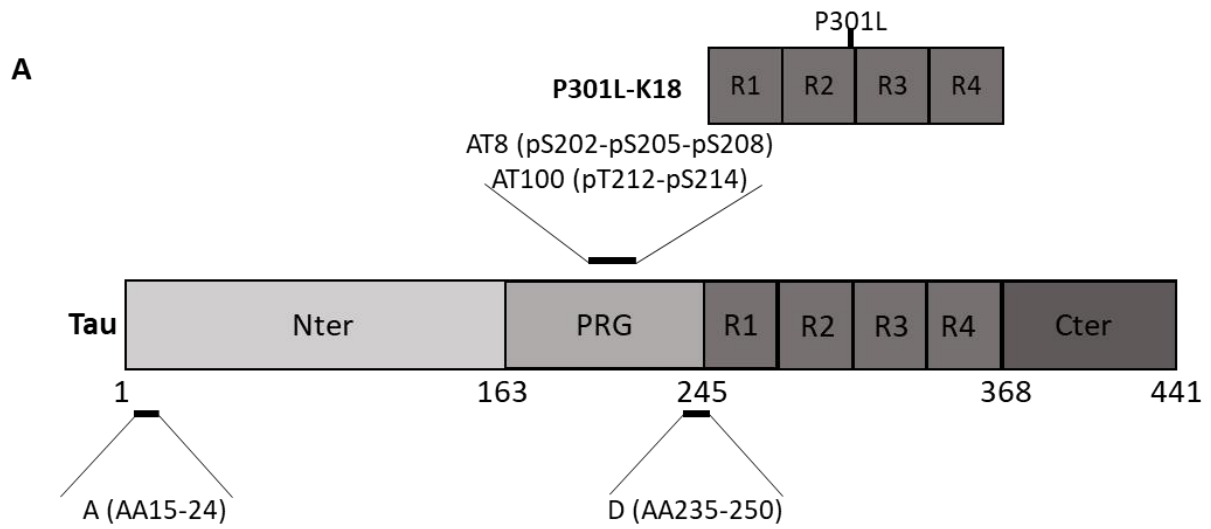 A
P301L
P301L-K18 R1 R2 R3 R4
AT8 (pS202-pS205-pS208)
AT100 (pT212-pS214)
Tau Nter PRG R1 R2 R3 R4 Cter
1 163 245 368 441
A (AA15-24) D (AA235-250)